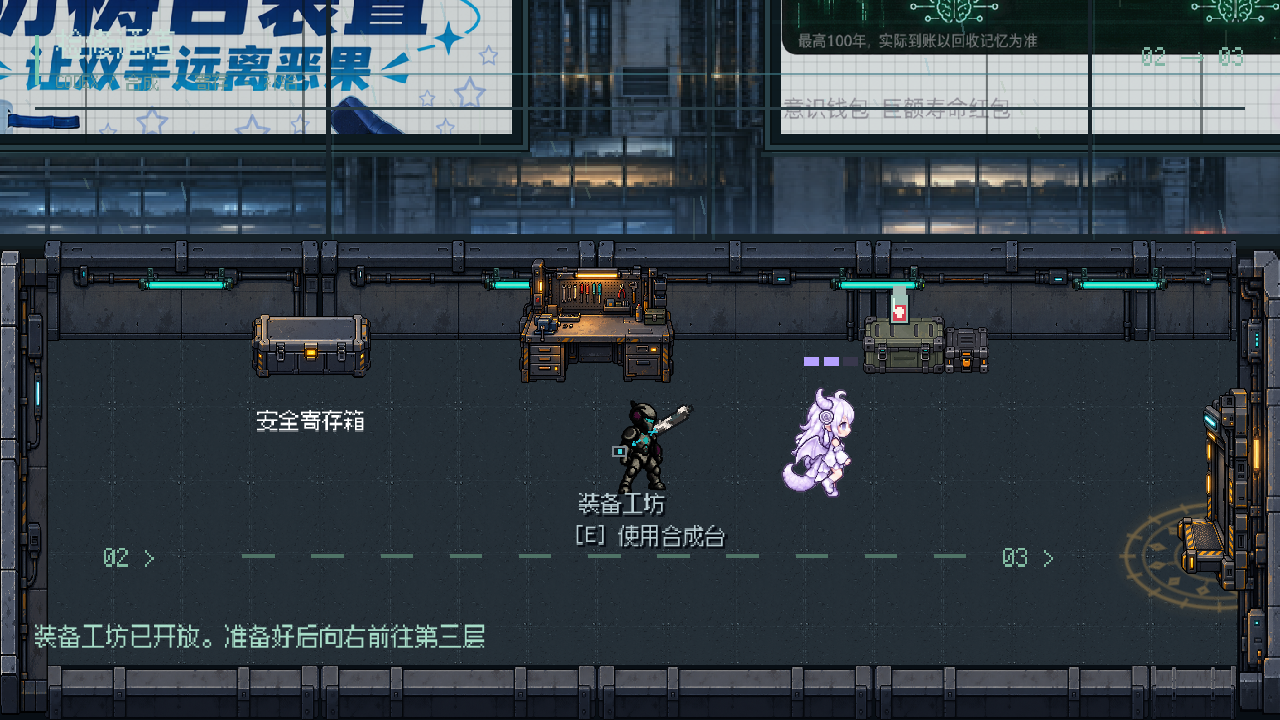 让双手远离恶果
最高100年，实际到账以回收记忆为准
02 → 03
意识钱包 巨额寿命红包
安全寄存箱
装备工坊
[E] 使用合成台
02 >
03 >
装备工坊已开放。准备好后向右前往第三层